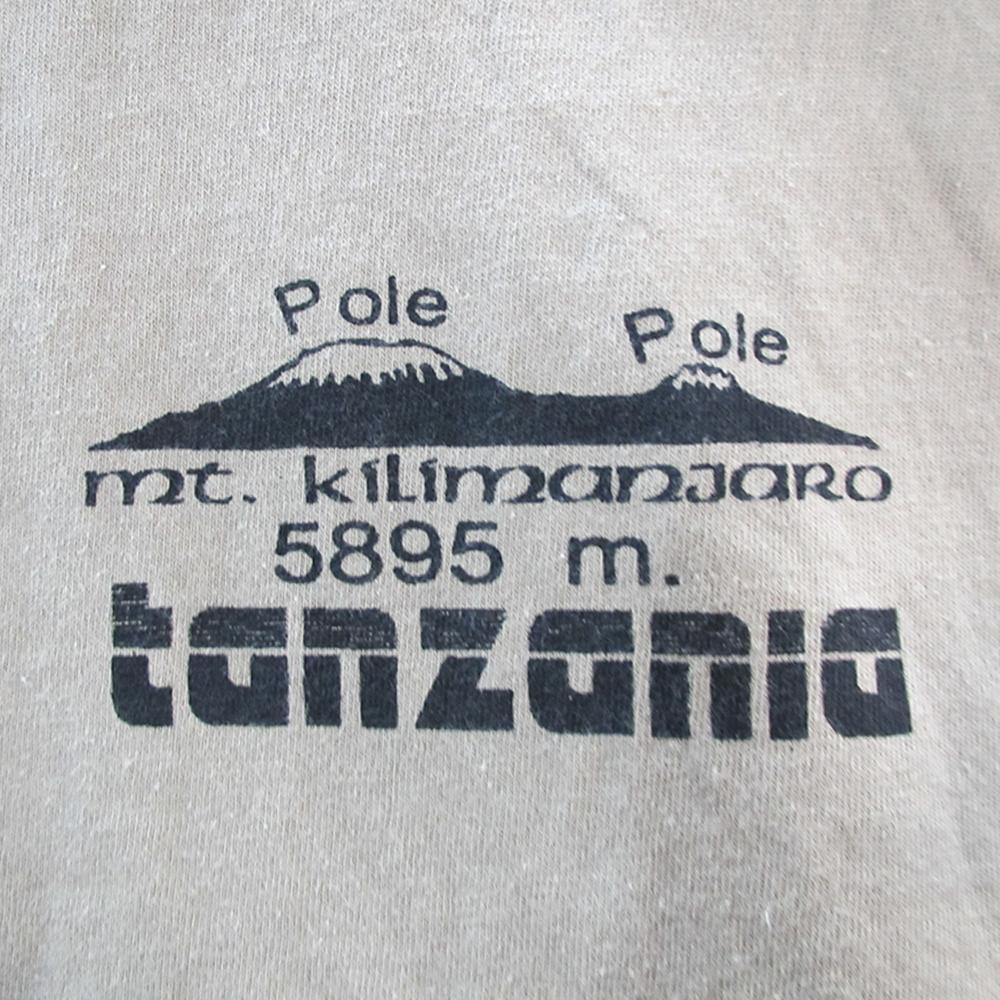 Pole Pole
mt. kilimanjaro
5895 m.
tanzania